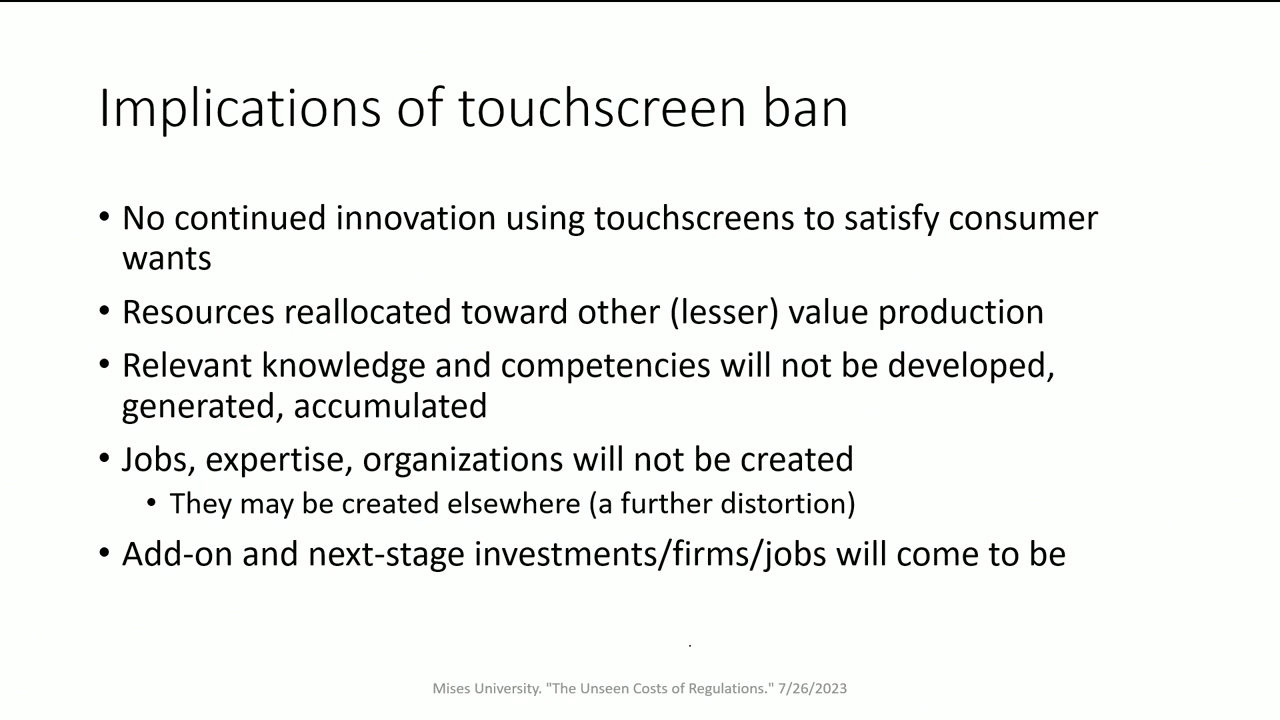 Implications of touchscreen ban
• No continued innovation using touchscreens to satisfy consumer
wants
• Resources reallocated toward other (lesser) value production
• Relevant knowledge and competencies will not be developed,
generated, accumulated
• Jobs, expertise, organizations will not be created
• They may be created elsewhere (a further distortion)
• Add-on and next-stage investments/firms/jobs will come to be
Mises University. "The Unseen Costs of Regulations." 7/26/2023